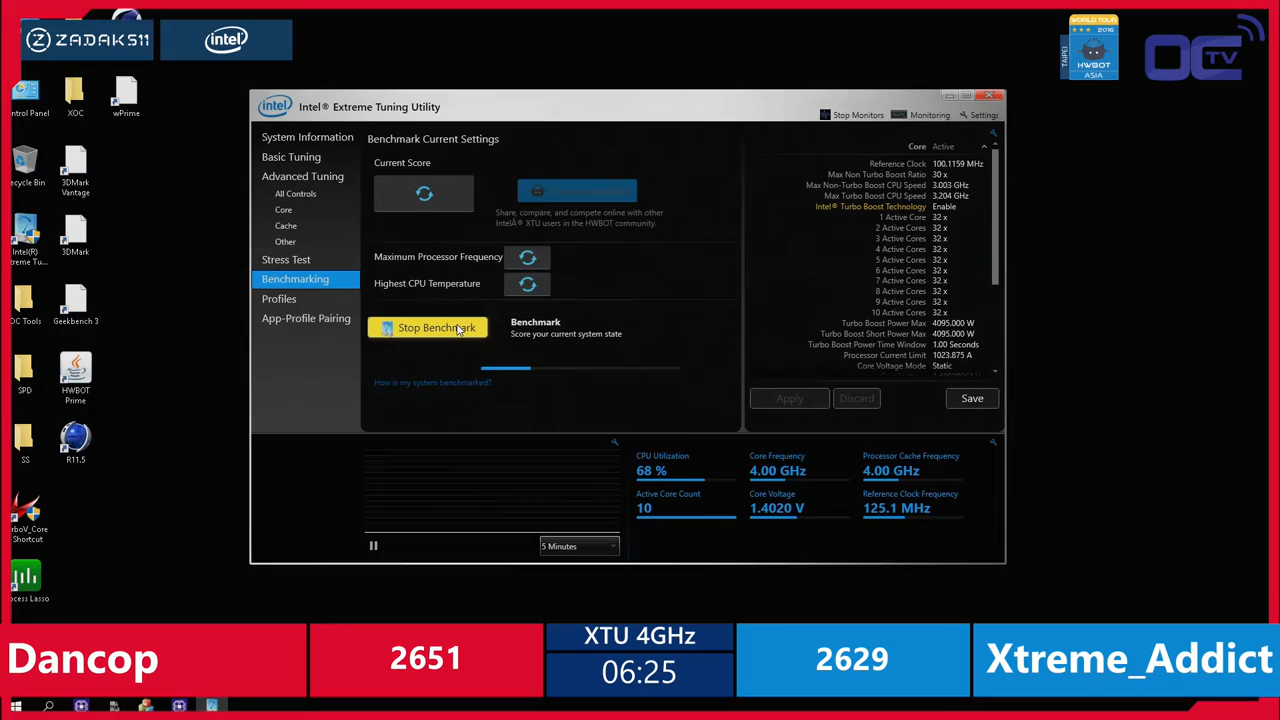 ZADAK511
intel
WORLD TOUR
2016
TAIPEI
HWBOT
ASIA
OC
TV
ontrol Panel
XOC
wPrime
ecycle Bin
3DMark
Vantage
Intel(R)
treme Tu...
3DMark
OC Tools
Geekbench 3
SPD
HWBOT
Prime
SS
R11.5
urboV_Core
Shortcut
ocess Lasso
intel
Intel® Extreme Tuning Utility
Stop Monitors
Monitoring
Settings
System Information
Basic Tuning
Advanced Tuning
All Controls
Core
Cache
Other
Stress Test
Benchmarking
Profiles
App-Profile Pairing
Benchmark Current Settings
Current Score
Share, compare, and compete online with other
IntelÂ® XTU users in the HWBOT community.
Maximum Processor Frequency
Highest CPU Temperature
Stop Benchmark
Benchmark
Score your current system state
How is my system benchmarked?
Core Active
Reference Clock 100.1159 MHz
Max Non Turbo Boost Ratio 30 x
Max Non-Turbo Boost CPU Speed 3.003 GHz
Max Turbo Boost CPU Speed 3.204 GHz
Intel® Turbo Boost Technology Enable
1 Active Core 32 x
2 Active Cores 32 x
3 Active Cores 32 x
4 Active Cores 32 x
5 Active Cores 32 x
6 Active Cores 32 x
7 Active Cores 32 x
8 Active Cores 32 x
9 Active Cores 32 x
10 Active Cores 32 x
Turbo Boost Power Max 4095.000 W
Turbo Boost Short Power Max 4095.000 W
Turbo Boost Power Time Window 1.00 Seconds
Processor Current Limit 1023.875 A
Core Voltage Mode Static
Apply
Discard
Save
5 Minutes
CPU Utilization
68 %
Core Frequency
4.00 GHz
Processor Cache Frequency
4.00 GHz
Active Core Count
10
Core Voltage
1.4020 V
Reference Clock Frequency
125.1 MHz
Dancop
2651
XTU 4GHz
06:25
2629
Xtreme_Addict